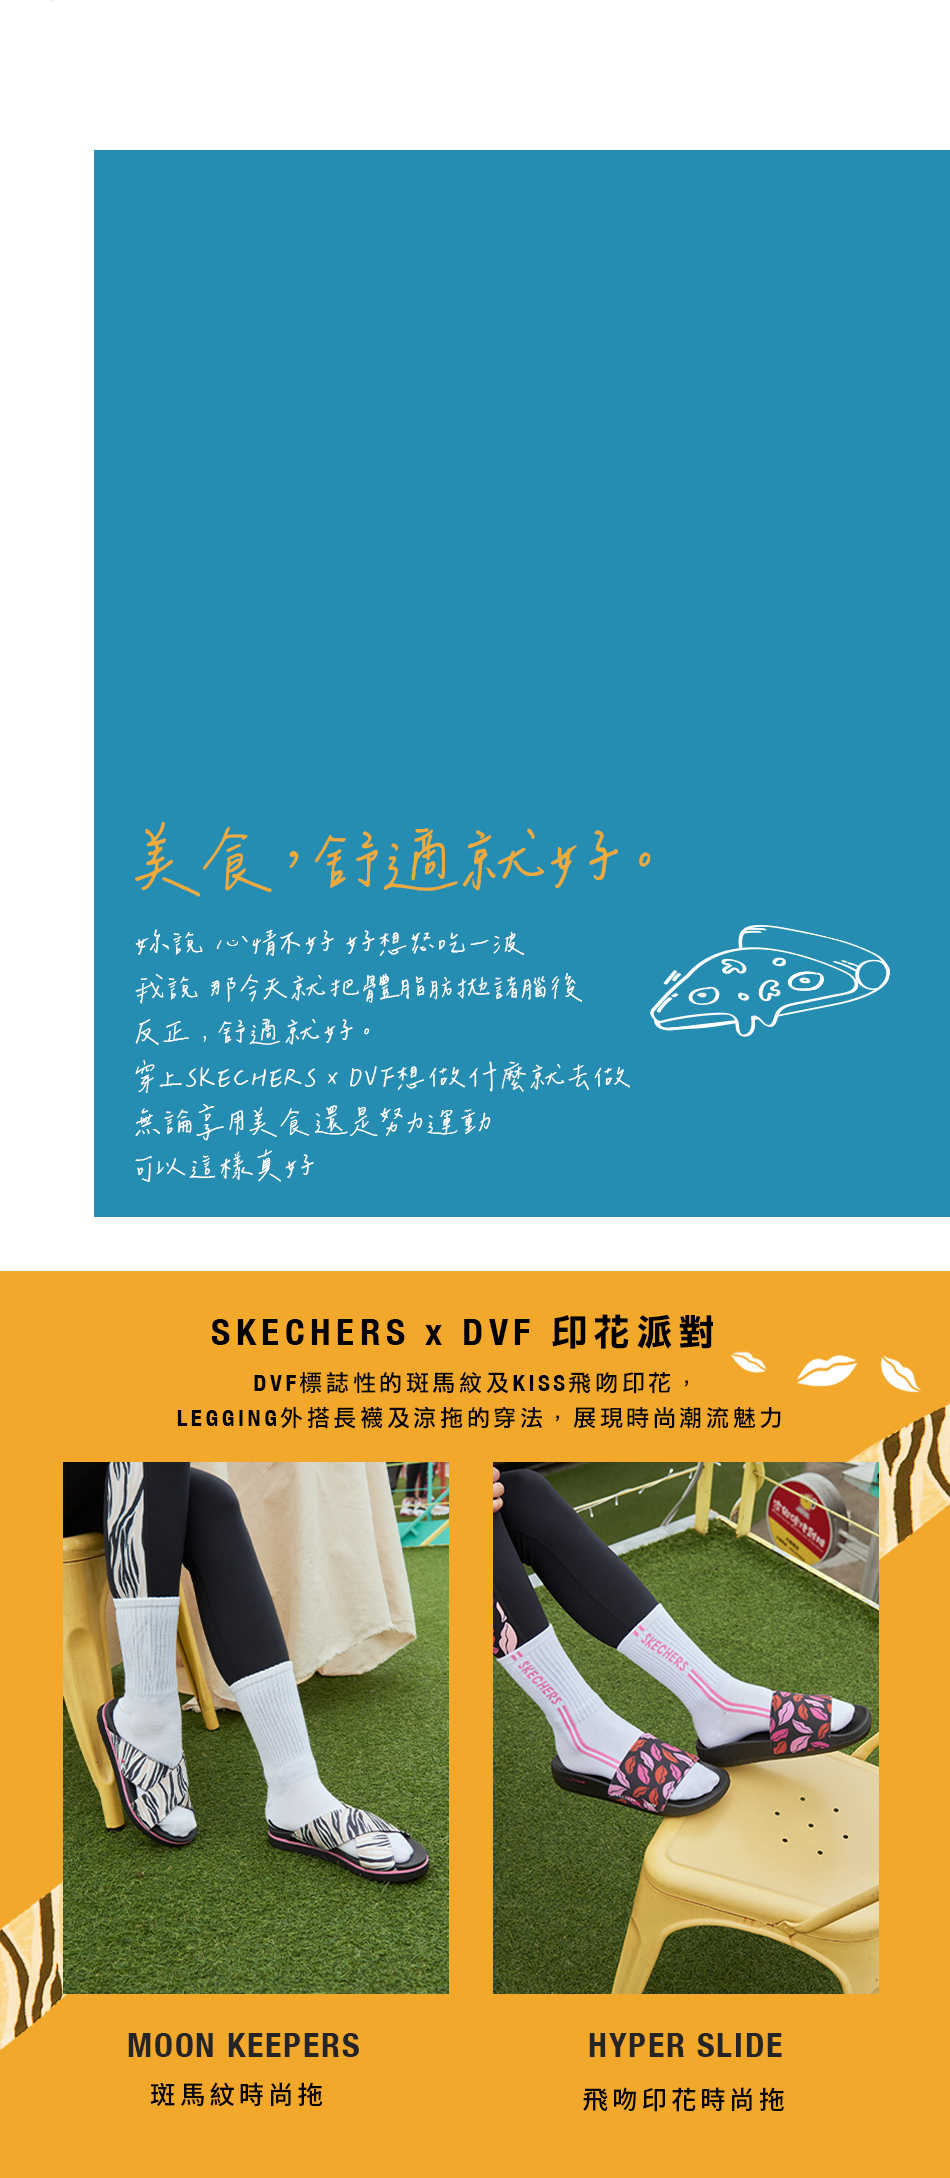 美食，舒適就好。
妳說 心情不好 好想怒吃一波
我說 那今天就把體脂肪拋諸腦後
反正，舒適就好。
穿上SKECHERS x DVF想做什麼就去做
無論享用美食還是努力運動
可以這樣真好
SKECHERS x DVF 印花派對
DVF標誌性的斑馬紋及KISS飛吻印花，
LEGGING外搭長襪及涼拖的穿法，展現時尚潮流魅力
SKECHERS
SKECHERS
MOON KEEPERS
HYPER SLIDE
斑馬紋時尚拖
飛吻印花時尚拖